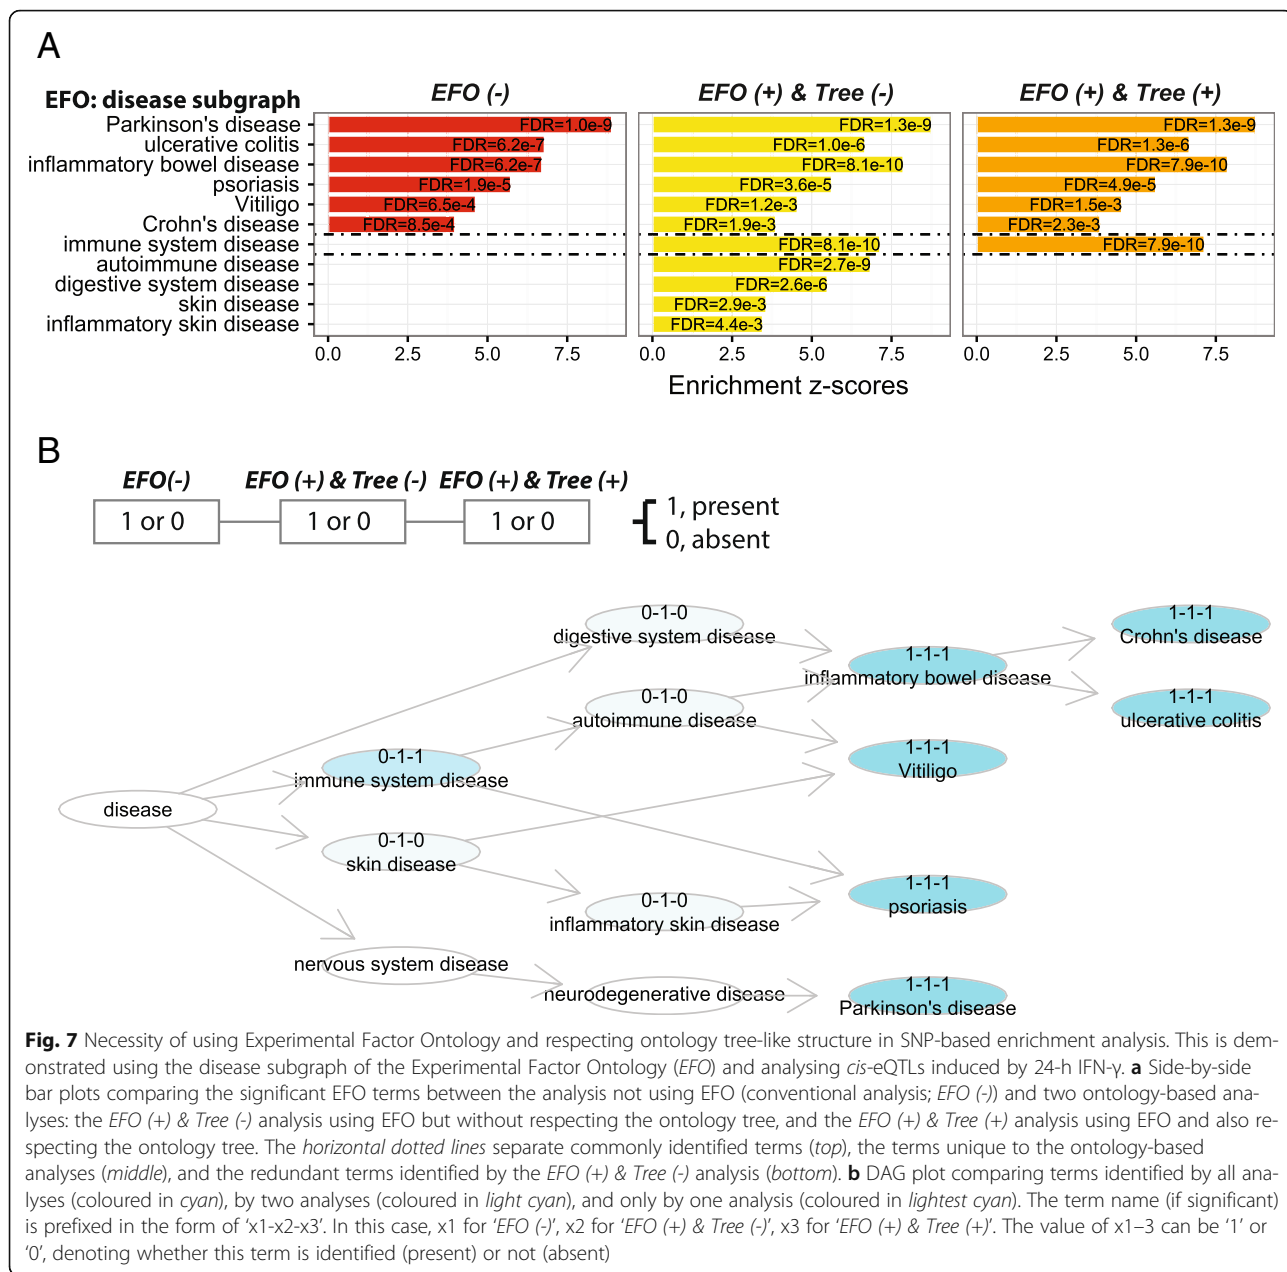 A
EFO: disease subgraph
EFO (-)
EFO (+) & Tree (-)
EFO (+) & Tree (+)
Parkinson's disease
FDR=1.0e-9
FDR=1.3e-9
FDR=1.3e-9
ulcerative colitis
FDR=6.2e-7
FDR=1.0e-6
FDR=1.3e-6
inflammatory bowel disease
FDR=6.2e-7
FDR=8.1e-10
FDR=7.9e-10
psoriasis
FDR=1.9e-5
FDR=3.6e-5
FDR=4.9e-5
Vitiligo
FDR=6.5e-4
FDR=1.2e-3
FDR=1.5e-3
Crohn's disease
FDR=8.5e-4
FDR=1.9e-3
FDR=2.3e-3
immune system disease
FDR=8.1e-10
FDR=7.9e-10
autoimmune disease
FDR=2.7e-9
digestive system disease
FDR=2.6e-6
skin disease
FDR=2.9e-3
inflammatory skin disease
FDR=4.4e-3
0.0 2.5 5.0 7.5
0.0 2.5 5.0 7.5
0.0 2.5 5.0 7.5
Enrichment z-scores
B
EFO(-)
EFO (+) & Tree (-)
EFO (+) & Tree (+)
1 or 0
1 or 0
1 or 0
1, present
0, absent
0-1-0
digestive system disease
1-1-1
Crohn's disease
1-1-1
inflammatory bowel disease
0-1-0
autoimmune disease
1-1-1
ulcerative colitis
0-1-1
immune system disease
1-1-1
Vitiligo
disease
0-1-0
skin disease
1-1-1
psoriasis
0-1-0
inflammatory skin disease
nervous system disease
neurodegenerative disease
1-1-1
Parkinson's disease
Fig. 7 Necessity of using Experimental Factor Ontology and respecting ontology tree-like structure in SNP-based enrichment analysis. This is dem-
onstrated using the disease subgraph of the Experimental Factor Ontology (EFO) and analysing cis-eQTLs induced by 24-h IFN-γ. a Side-by-side
bar plots comparing the significant EFO terms between the analysis not using EFO (conventional analysis; EFO (-)) and two ontology-based ana-
lyses: the EFO (+) & Tree (-) analysis using EFO but without respecting the ontology tree, and the EFO (+) & Tree (+) analysis using EFO and also re-
specting the ontology tree. The horizontal dotted lines separate commonly identified terms (top), the terms unique to the ontology-based
analyses (middle), and the redundant terms identified by the EFO (+) & Tree (-) analysis (bottom). b DAG plot comparing terms identified by all ana-
lyses (coloured in cyan), by two analyses (coloured in light cyan), and only by one analysis (coloured in lightest cyan). The term name (if significant)
is prefixed in the form of ‘x1-x2-x3’. In this case, x1 for ‘EFO (-)’, x2 for ‘EFO (+) & Tree (-)’, x3 for ‘EFO (+) & Tree (+)’. The value of x1–3 can be ‘1’ or
‘0’, denoting whether this term is identified (present) or not (absent)